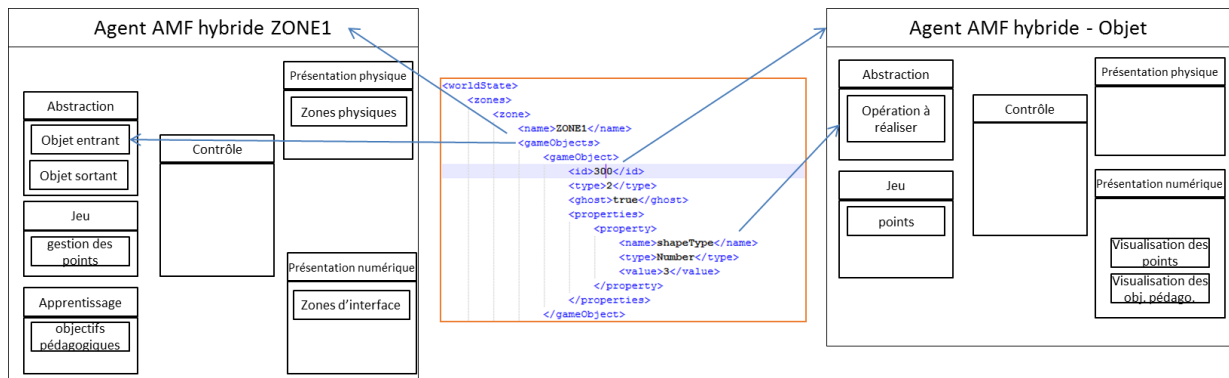 Agent AMF hybride ZONE1
Abstraction
Objet entrant
Objet sortant
Jeu
gestion des
points
Apprentissage
objectifs
pédagogiques
Contrôle
Présentation physique
Zones physiques
Présentation numérique
Zones d'interface
<worldState>
<zones>
<zone>
<name>ZONE1</name>
<gameObjects>
<gameObject>
<id>300</id>
<type>2</type>
<ghost>true</ghost>
<properties>
<property>
<name>shapeType</name>
<type>Number</type>
<value>3</value>
</property>
</properties>
</gameObject>
Agent AMF hybride - Objet
Abstraction
Opération à
réaliser
Jeu
points
Contrôle
Présentation physique
Présentation numérique
Visualisation des
points
Visualisation des
obj. pédago.